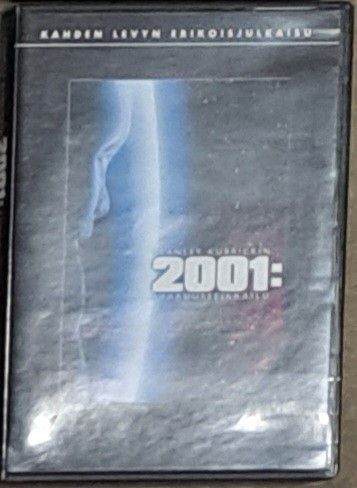 KAHDEN LEVYN ERIKOISJULKAISU
STANLEY KUBRICKIN
2001:
AVARUUSSEIKKAILU